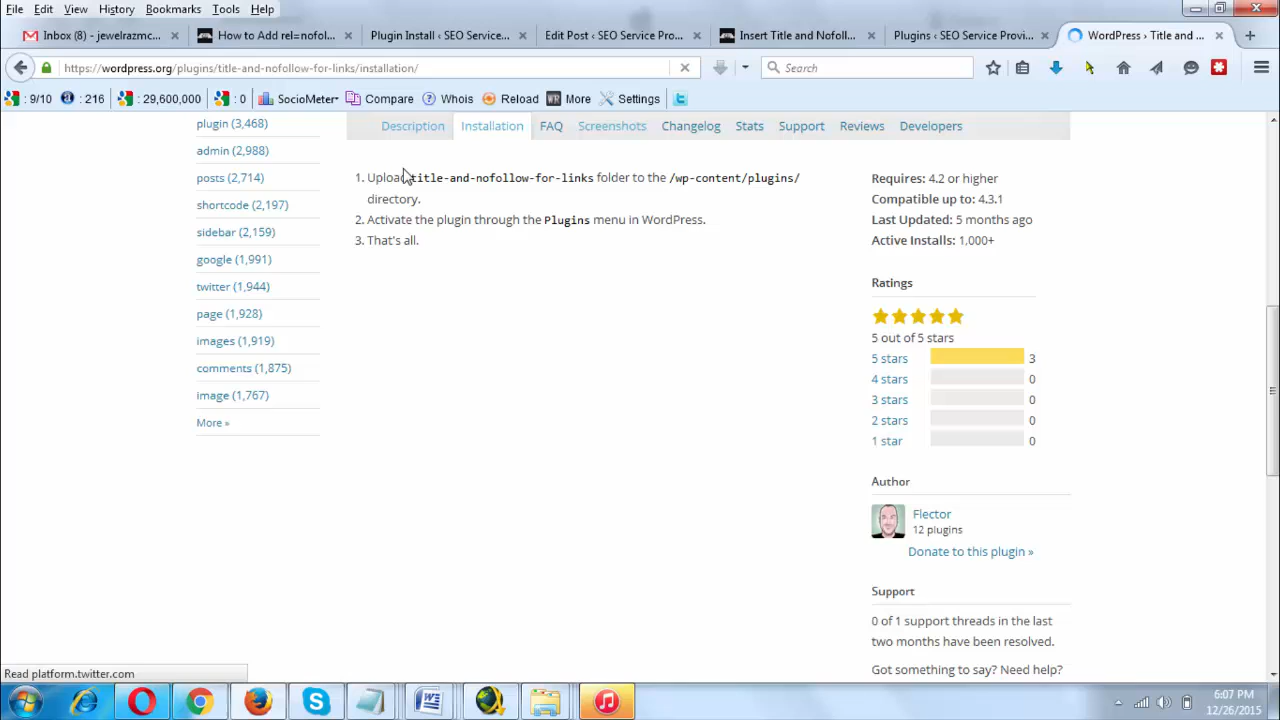 File Edit View History Bookmarks Tools Help
Inbox (8) - jewelrazmc... × How to Add rel=nofol... × Plugin Install ‹ SEO Service... × Edit Post ‹ SEO Service Pro... × Insert Title and Nofoll... × Plugins ‹ SEO Service Provi... × WordPress › Title and ... ×
https://wordpress.org/plugins/title-and-nofollow-for-links/installation/ Search
: 9/10 : 216 : 29,600,000 : 0 SocioMeter Compare Whois Reload More Settings
plugin (3,468)
admin (2,988)
posts (2,714)
shortcode (2,197)
sidebar (2,159)
google (1,991)
twitter (1,944)
page (1,928)
images (1,919)
comments (1,875)
image (1,767)
More »
Description Installation FAQ Screenshots Changelog Stats Support Reviews Developers
1. Upload title-and-nofollow-for-links folder to the /wp-content/plugins/
directory.
2. Activate the plugin through the Plugins menu in WordPress.
3. That's all.
Requires: 4.2 or higher
Compatible up to: 4.3.1
Last Updated: 5 months ago
Active Installs: 1,000+
Ratings
5 out of 5 stars
5 stars 3
4 stars 0
3 stars 0
2 stars 0
1 star 0
Author
Flector
12 plugins
Donate to this plugin »
Support
0 of 1 support threads in the last
two months have been resolved.
Got something to say? Need help?
Read platform.twitter.com
6:07 PM
12/26/2015